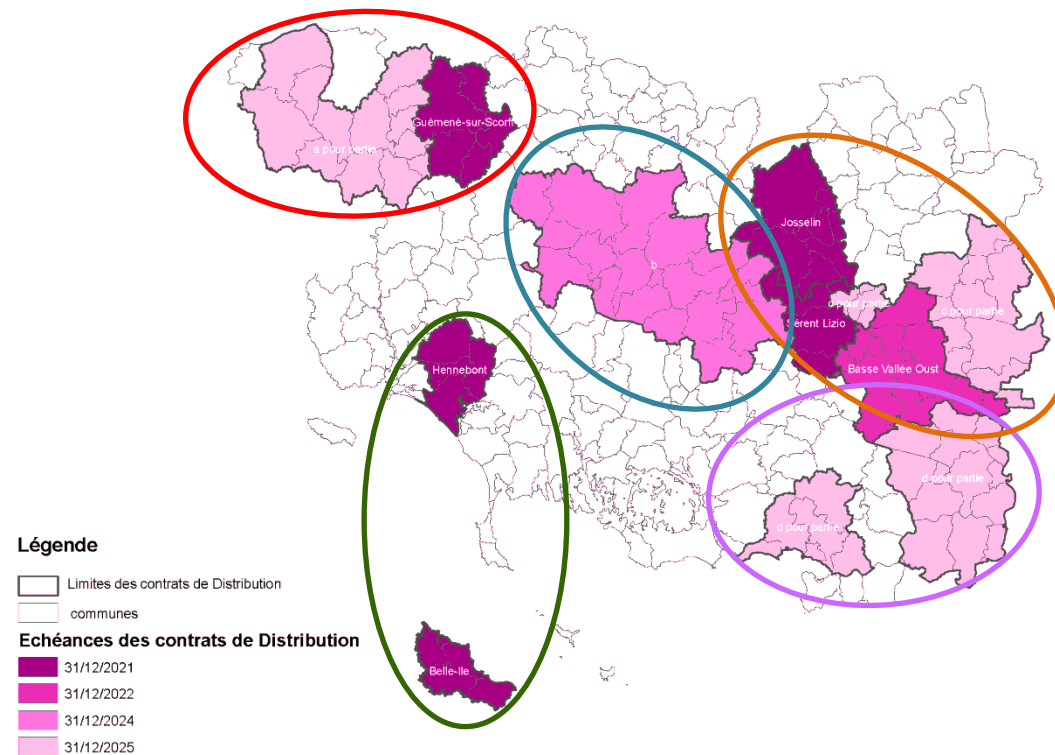 Guémené-sur-Scorff
a pour partie
Josselin
b
c pour partie
c pour partie
Sérent Lizio
Hennebont
Basse Vallée Oust
d pour partie
d pour partie
Belle-Ile
Légende
Limites des contrats de Distribution
communes
Echéances des contrats de Distribution
31/12/2021
31/12/2022
31/12/2024
31/12/2025